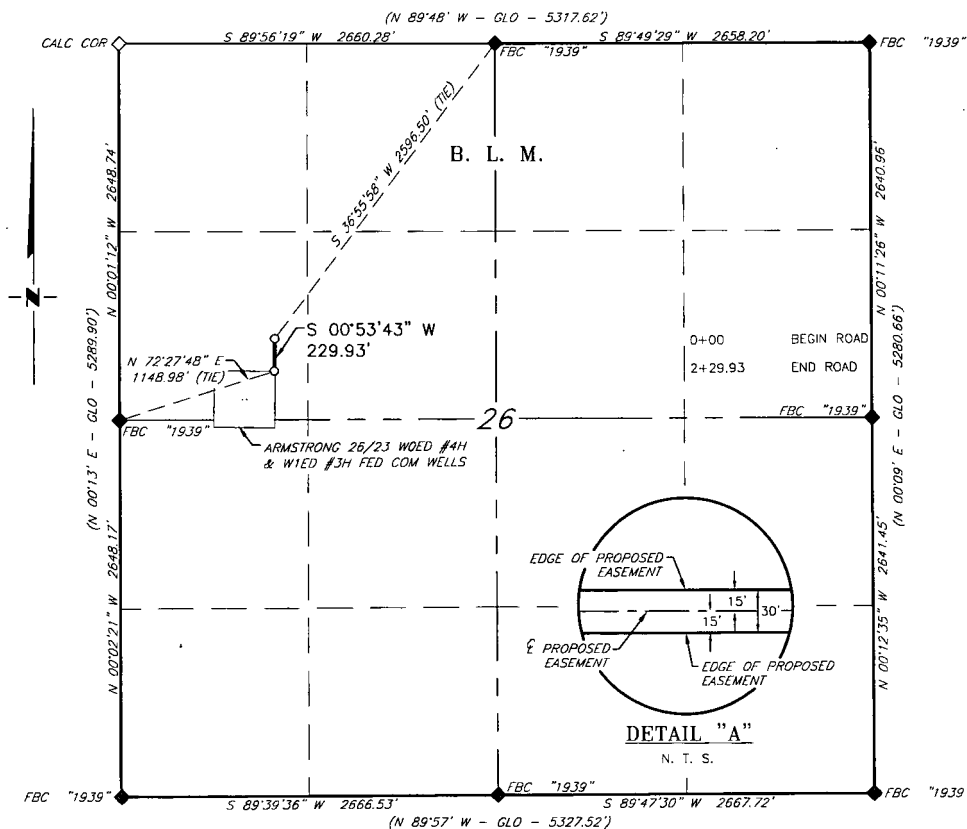 (N 89°48' W - GLO - 5317.62')
CALC COR
S 89°56'19" W 2660.28'
S 89°49'29" W 2658.20'
FBC "1939"
FBC "1939"
N 00°01'12" W 2648.74'
S 36°55'58" W 2596.50' (TIE)
B. L. M.
N 00°11'26" W 2640.96'
N
S 00°53'43" W
229.93'
N 72°27'48" E
1148.98' (TIE)
0+00 BEGIN ROAD
2+29.93 END ROAD
(N 00°13' E - GLO - 5289.90')
(N 00°09' E - GLO - 5280.66')
FBC "1939"
26
FBC "1939"
ARMSTRONG 26/23 WOED #4H
& W1ED #3H FED COM WELLS
N 00°02'21" W 2648.17'
N 00°12'35" W 2641.45'
EDGE OF PROPOSED
EASEMENT
15'
30'
15'
℄ PROPOSED
EASEMENT
EDGE OF PROPOSED
EASEMENT
DETAIL "A"
N. T. S.
FBC "1939"
S 89°39'36" W 2666.53'
FBC "1939"
S 89°47'30" W 2667.72'
FBC "1939
(N 89°57' W - GLO - 5327.52')